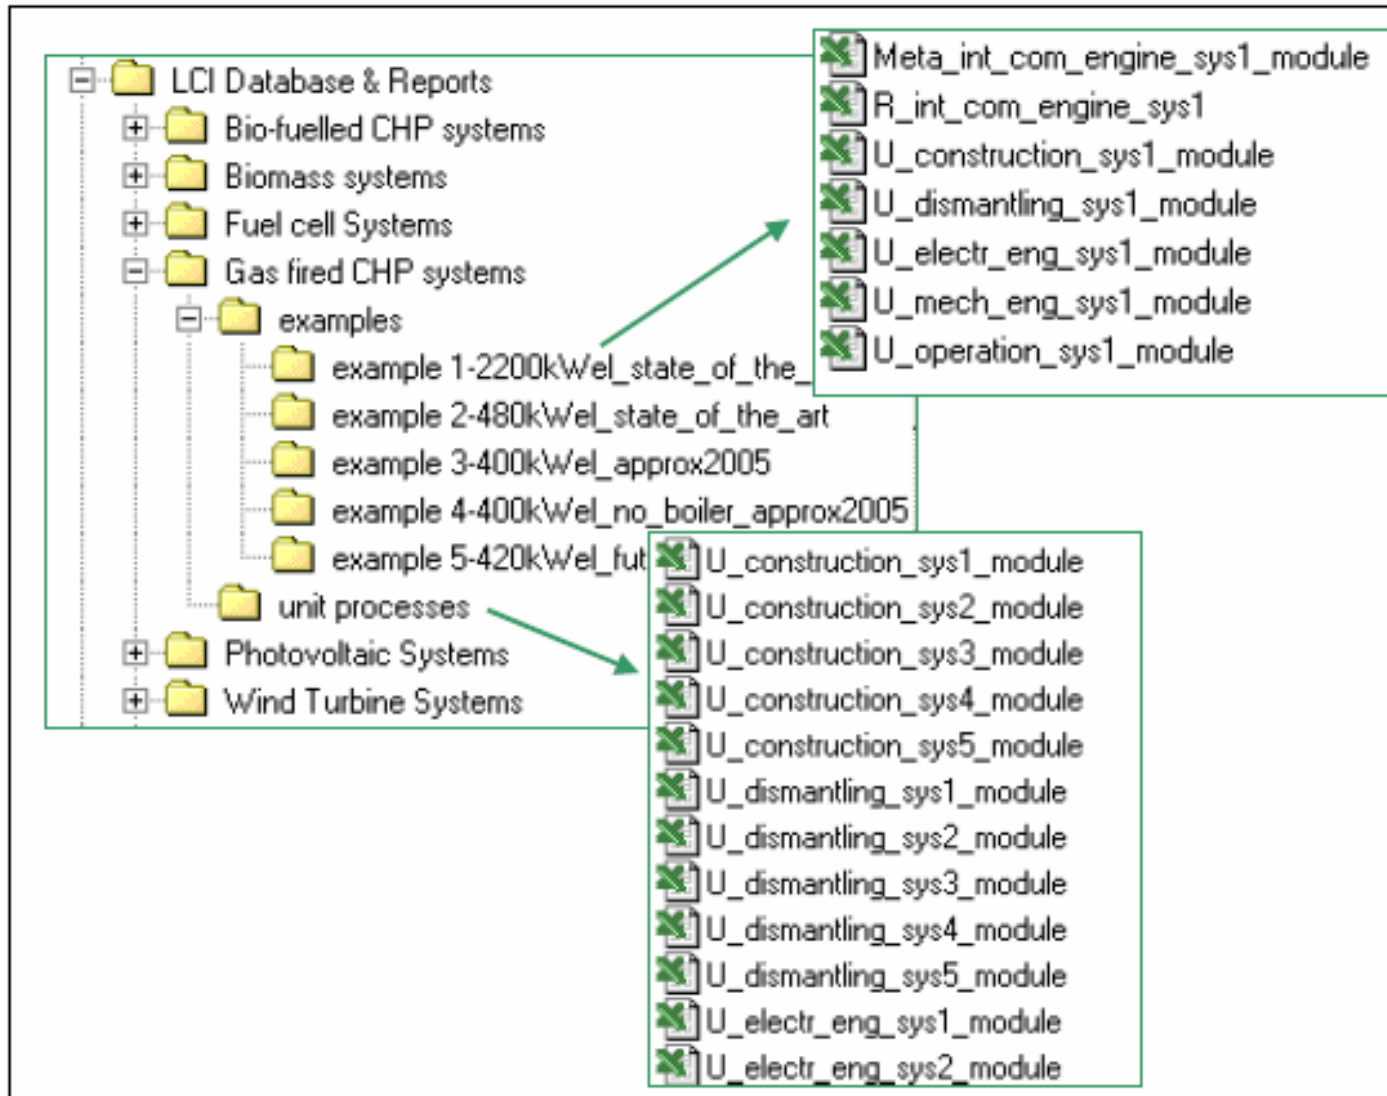 LCI Database & Reports
Bio-fuelled CHP systems
Biomass systems
Fuel cell Systems
Gas fired CHP systems
examples
example 1-2200kWel_state_of_the_
example 2-480kWel_state_of_the_art
example 3-400kWel_approx2005
example 4-400kWel_no_boiler_approx2005
example 5-420kWel_fut
unit processes
Photovoltaic Systems
Wind Turbine Systems
Meta_int_com_engine_sys1_module
R_int_com_engine_sys1
U_construction_sys1_module
U_dismantling_sys1_module
U_electr_eng_sys1_module
U_mech_eng_sys1_module
U_operation_sys1_module
U_construction_sys1_module
U_construction_sys2_module
U_construction_sys3_module
U_construction_sys4_module
U_construction_sys5_module
U_dismantling_sys1_module
U_dismantling_sys2_module
U_dismantling_sys3_module
U_dismantling_sys4_module
U_dismantling_sys5_module
U_electr_eng_sys1_module
U_electr_eng_sys2_module